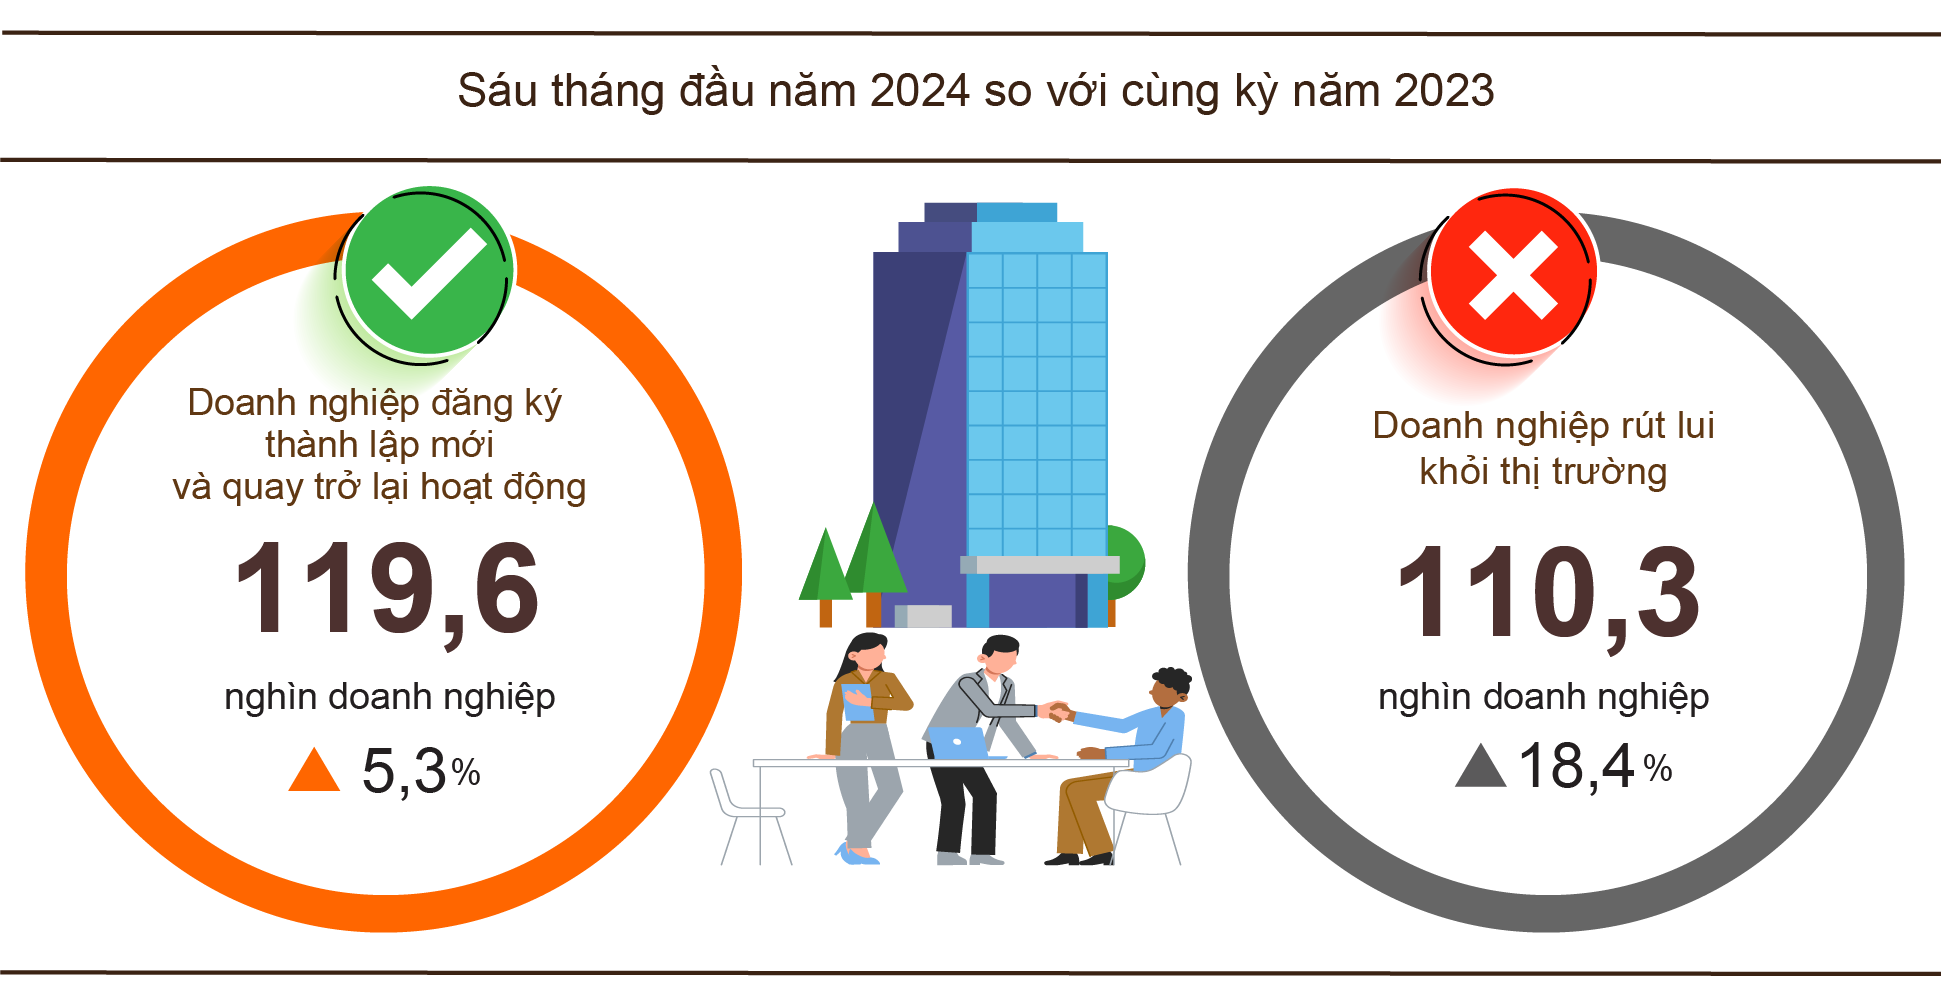 Sáu tháng đầu năm 2024 so với cùng kỳ năm 2023
Doanh nghiệp đăng ký
thành lập mới
và quay trở lại hoạt động
119,6
nghìn doanh nghiệp
5,3%
Doanh nghiệp rút lui
khỏi thị trường
110,3
nghìn doanh nghiệp
18,4%